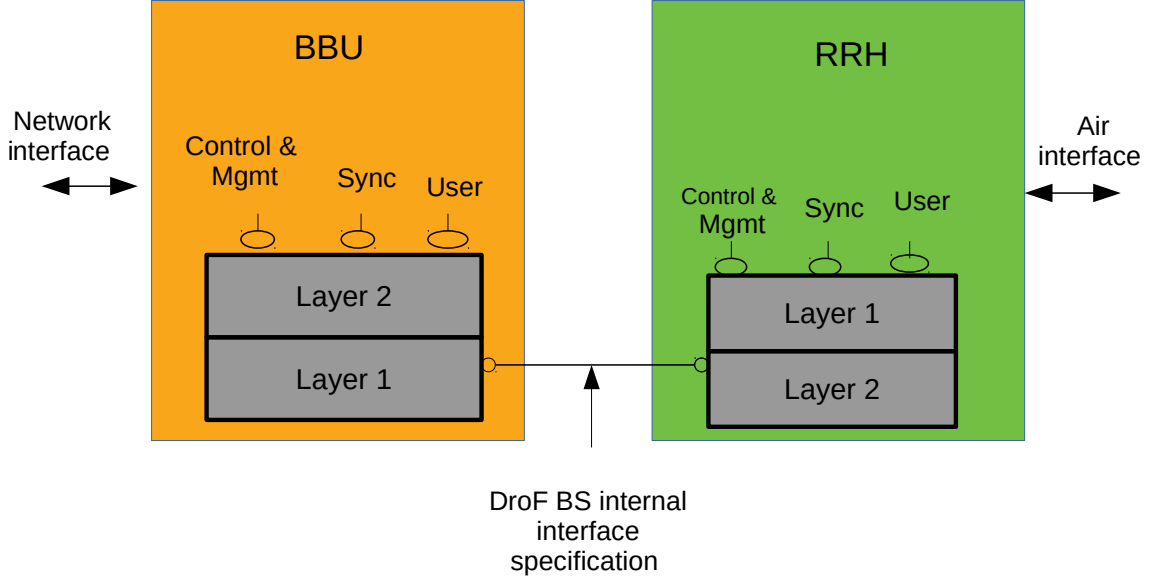 BBU
RRH
Network
interface
Air
interface
Control &
Mgmt
Sync
User
Control &
Mgmt
Sync
User
Layer 2
Layer 1
Layer 1
Layer 2
DroF BS internal
interface
specification